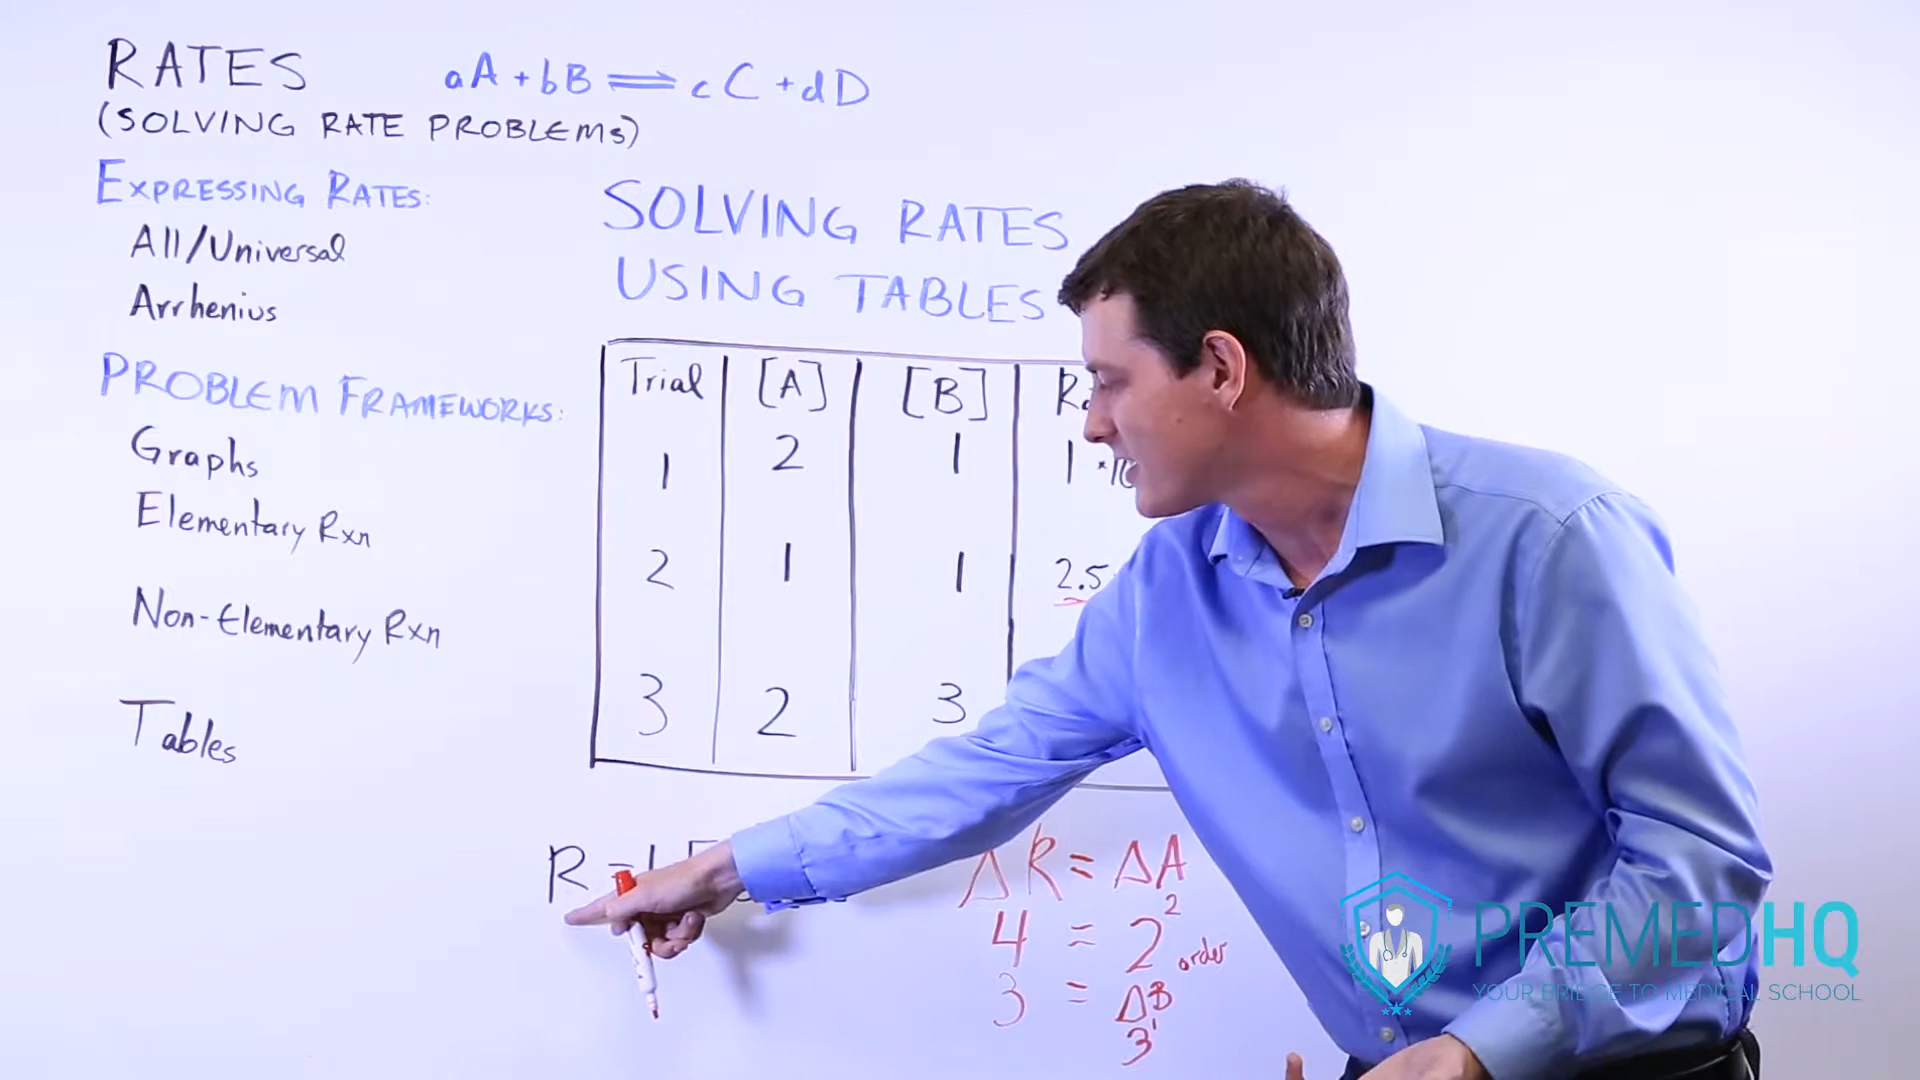 RATES
aA + bB ⇌ cC + dD
(SOLVING RATE PROBLEMS)
EXPRESSING RATES:
All/Universal
Arrhenius
PROBLEM FRAMEWORKS:
Graphs
Elementary Rxn
Non-Elementary Rxn
Tables
SOLVING RATES
USING TABLES
Trial [A] [B]
1 2 1 1 ×10
2 1 1 2.5
3 2 3
R =
ΔR = ΔA
4 = 2² order
3 = ΔB
3¹
PREMEDHQ
YOUR BRIDGE TO MEDICAL SCHOOL